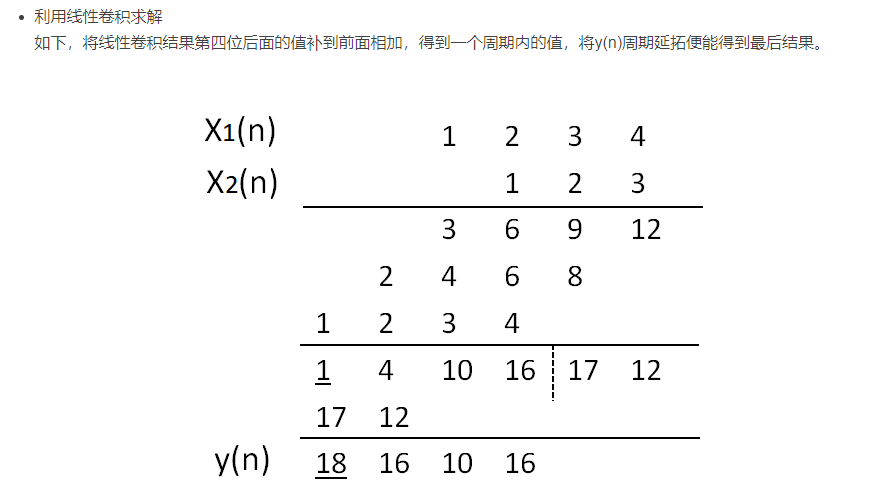 利用线性卷积求解
如下，将线性卷积结果第四位后面的值补到前面相加，得到一个周期内的值，将y(n)周期延拓便能得到最后结果。
X1(n) 1 2 3 4
X2(n) 1 2 3
3 6 9 12
2 4 6 8
1 2 3 4
1 4 10 16 17 12
17 12
y(n) 18 16 10 16